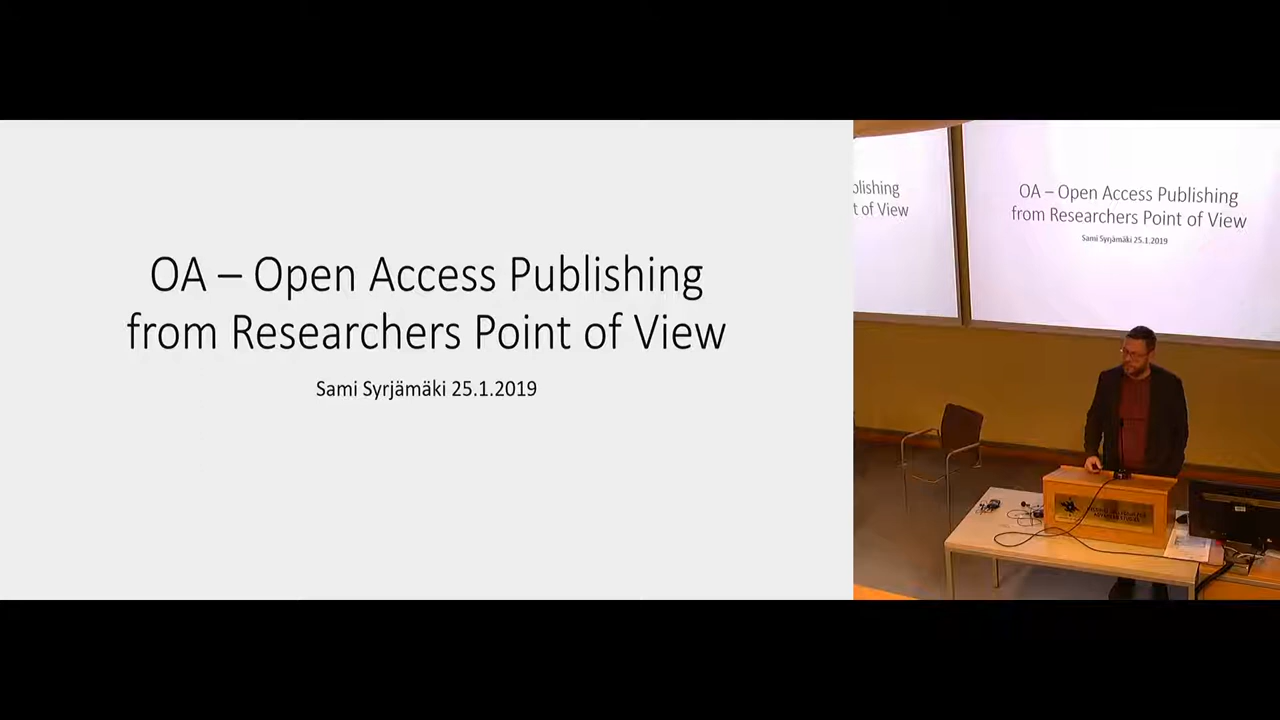 OA – Open Access Publishing
from Researchers Point of View
Sami Syrjämäki 25.1.2019
blishing
t of View
OA – Open Access Publishing
from Researchers Point of View
Sami Syrjämäki 25.1.2019